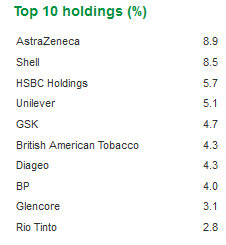 Top 10 holdings (%)
AstraZeneca 8.9
Shell 8.5
HSBC Holdings 5.7
Unilever 5.1
GSK 4.7
British American Tobacco 4.3
Diageo 4.3
BP 4.0
Glencore 3.1
Rio Tinto 2.8